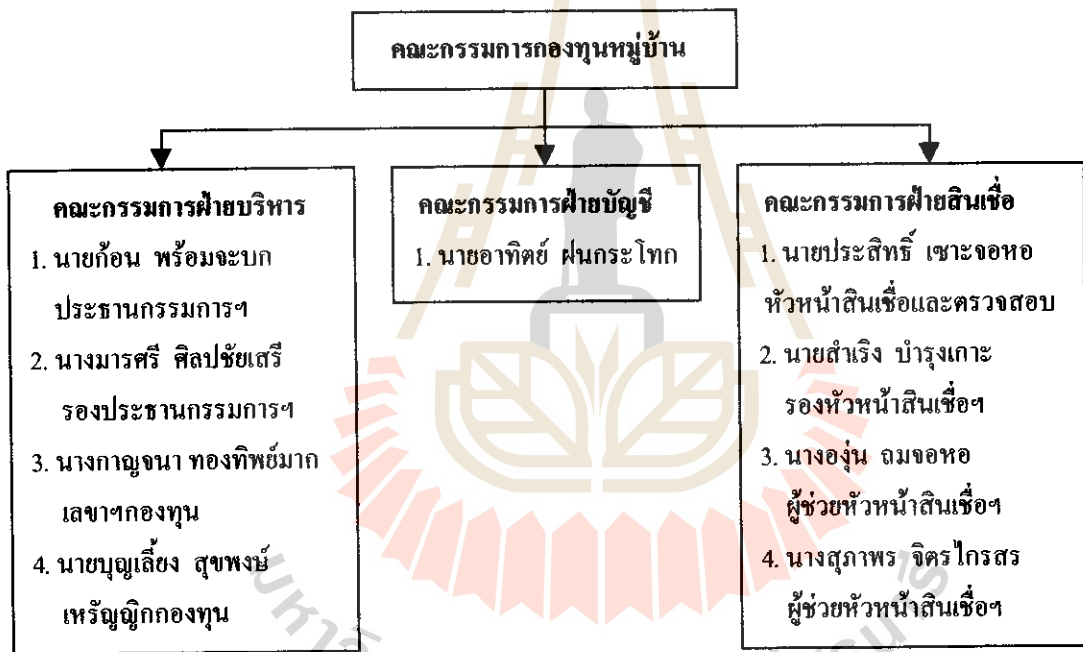 คณะกรรมการกองทุนหมู่บ้าน
คณะกรรมการฝ่ายบริหาร
1. นายก้อน พร้อมจะบก
ประธานกรรมการฯ
2. นางมารศรี ศิลปชัยเสรี
รองประธานกรรมการฯ
3. นางกาญจนา ทองทิพย์มาก
เลขาฯกองทุน
4. นายบุญเลี้ยง สุขพงษ์
เหรัญญิกกองทุน
คณะกรรมการฝ่ายบัญชี
1. นายอาทิตย์ ฝนกระโทก
คณะกรรมการฝ่ายสินเชื่อ
1. นายประสิทธิ์ เซาะจอหอ
หัวหน้าสินเชื่อและตรวจสอบ
2. นายสำเริง บำรุงเกาะ
รองหัวหน้าสินเชื่อฯ
3. นางองุ่น ถมจอหอ
ผู้ช่วยหัวหน้าสินเชื่อฯ
4. นางสุภาพร จิตรไกรสร
ผู้ช่วยหัวหน้าสินเชื่อฯ